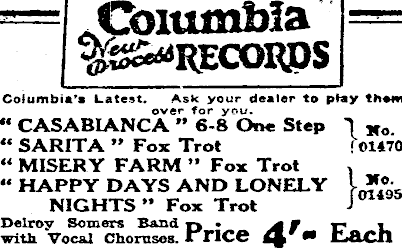 Columbia
New
Process RECORDS
Columbia's Latest. Ask your dealer to play them
over for you.
"CASABIANCA" 6-8 One Step } No.
"SARITA" Fox Trot } 01470
"MISERY FARM" Fox Trot
"HAPPY DAYS AND LONELY } No.
NIGHTS" Fox Trot } 01495
Delroy Somers Band
with Vocal Choruses. Price 4'- Each